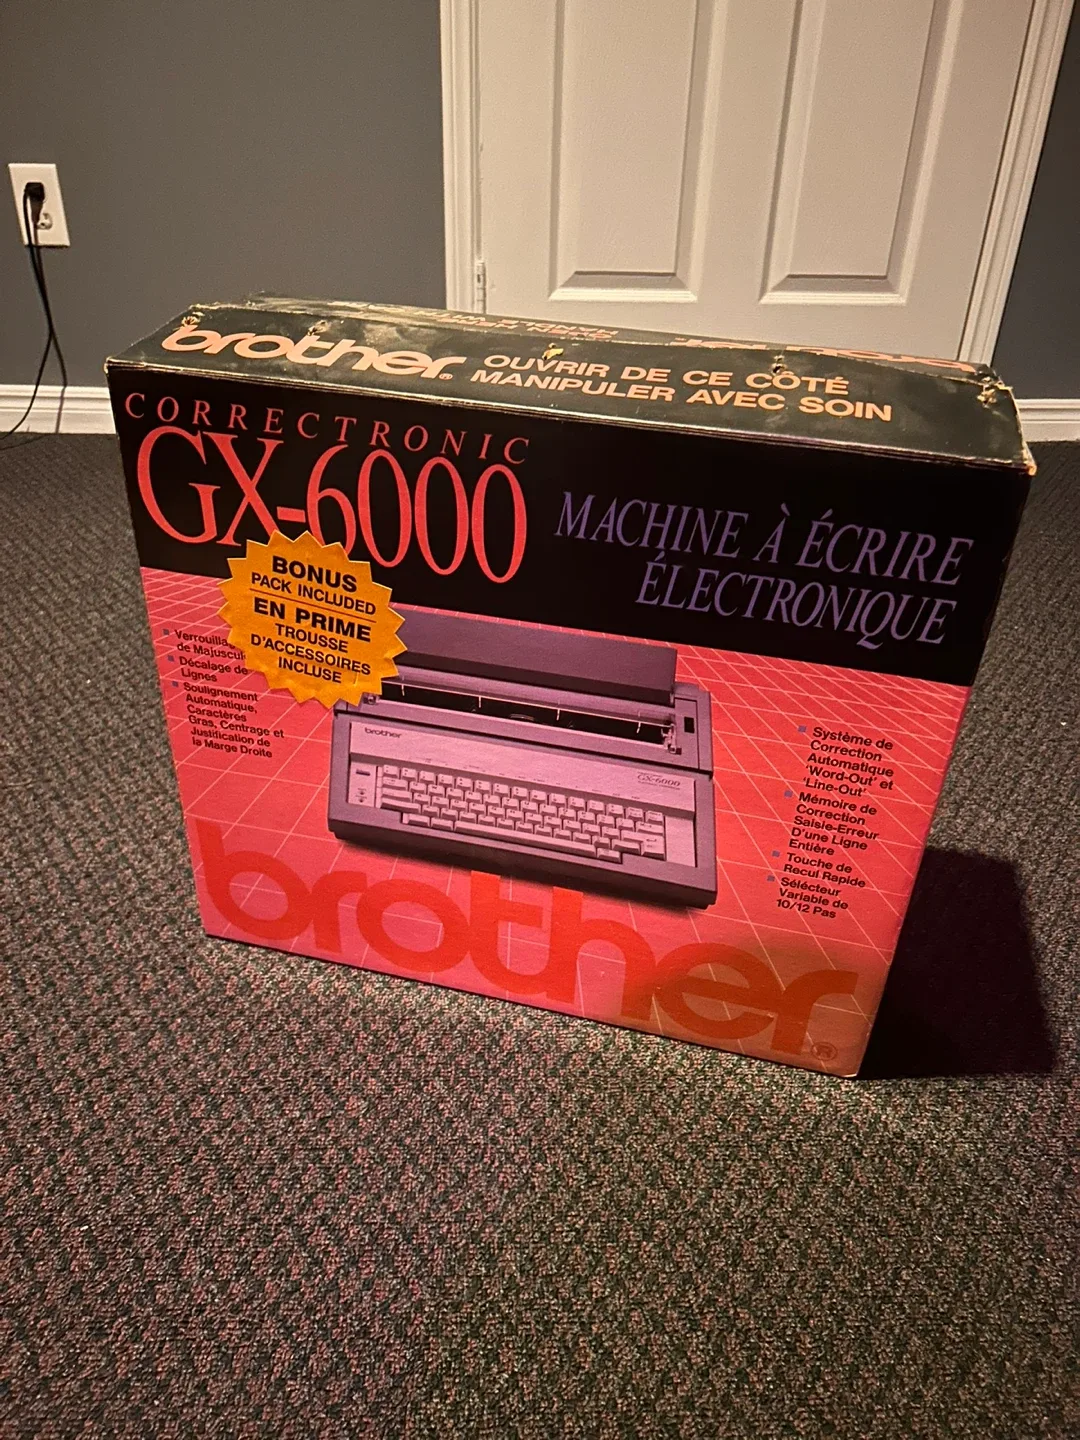 brother®
OUVRIR DE CE CÔTÉ
MANIPULER AVEC SOIN
CORRECTRONIC
GX-6000
MACHINE À ÉCRIRE
ÉLECTRONIQUE
BONUS
PACK INCLUDED
EN PRIME
TROUSSE
D'ACCESSOIRES
INCLUSE
de
Décalage de
Lignes
Soulignement
Automatique,
Caractères
Gras, Centrage et
Justification de
la Marge Droite
brother
GX-6000
Système de
Correction
Automatique
'Word-Out' et
'Line-Out'
Mémoire de
Correction
Saisie-Erreur
D'une Ligne
Entière
Touche de
Recul Rapide
Sélécteur
Variable de
10/12 Pas
brother®